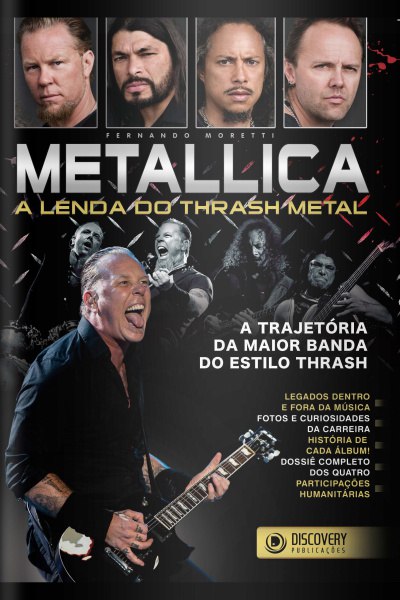 FERNANDO MORETTI
METALLICA
A LENDA DO THRASH METAL
A TRAJETÓRIA
DA MAIOR BANDA
DO ESTILO THRASH
LEGADOS DENTRO
E FORA DA MÚSICA
FOTOS E CURIOSIDADES
DA CARREIRA
HISTÓRIA DE
CADA ÁLBUM!
DOSSIÊ COMPLETO
DOS QUATRO
PARTICIPAÇÕES
HUMANITÁRIAS
D DISCOVERY
PUBLICAÇÕES